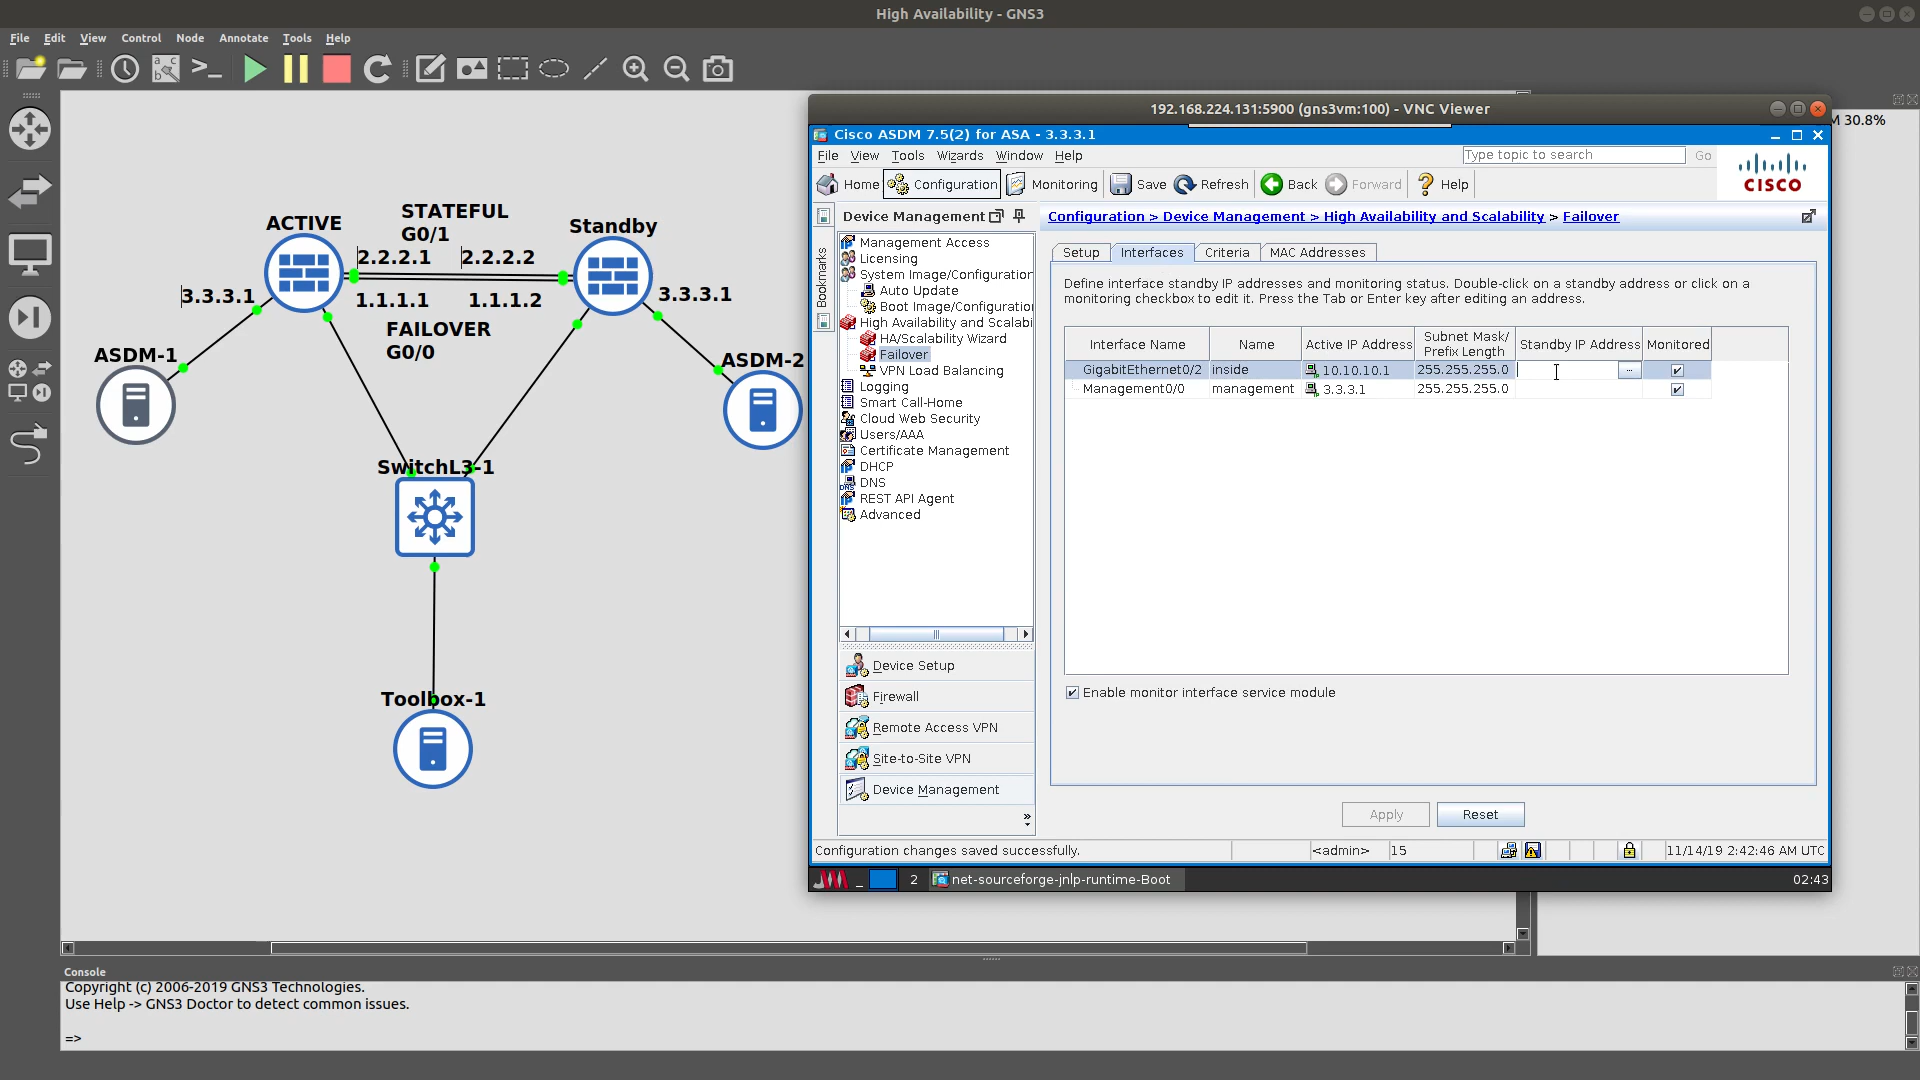 High Availability - GNS3
File Edit View Control Node Annotate Tools Help
192.168.224.131:5900 (gns3vm:100) - VNC Viewer
M 30.8%
ACTIVE
STATEFUL
G0/1
Standby
2.2.2.1 2.2.2.2
3.3.3.1
1.1.1.1 1.1.1.2
3.3.3.1
FAILOVER
G0/0
ASDM-1
ASDM-2
SwitchL3-1
Toolbox-1
Cisco ASDM 7.5(2) for ASA - 3.3.3.1
File View Tools Wizards Window Help
Type topic to search Go
Home Configuration Monitoring Save Refresh Back Forward Help
CISCO
Bookmarks
Device Management
Management Access
Licensing
System Image/Configuration
Auto Update
Boot Image/Configuratio
High Availability and Scalabi
HA/Scalability Wizard
Failover
VPN Load Balancing
Logging
Smart Call-Home
Cloud Web Security
Users/AAA
Certificate Management
DHCP
DNS
REST API Agent
Advanced
Device Setup
Firewall
Remote Access VPN
Site-to-Site VPN
Device Management
Configuration > Device Management > High Availability and Scalability > Failover
Setup Interfaces Criteria MAC Addresses
Define interface standby IP addresses and monitoring status. Double-click on a standby address or click on a
monitoring checkbox to edit it. Press the Tab or Enter key after editing an address.
Interface Name Name Active IP Address Subnet Mask/ Prefix Length Standby IP Address Monitored
GigabitEthernet0/2 inside 10.10.10.1 255.255.255.0 ...
Management0/0 management 3.3.3.1 255.255.255.0
Enable monitor interface service module
Apply Reset
Configuration changes saved successfully. <admin> 15 11/14/19 2:42:46 AM UTC
2 net-sourceforge-jnlp-runtime-Boot 02:43
Console
Copyright (c) 2006-2019 GNS3 Technologies.
Use Help -> GNS3 Doctor to detect common issues.
=>